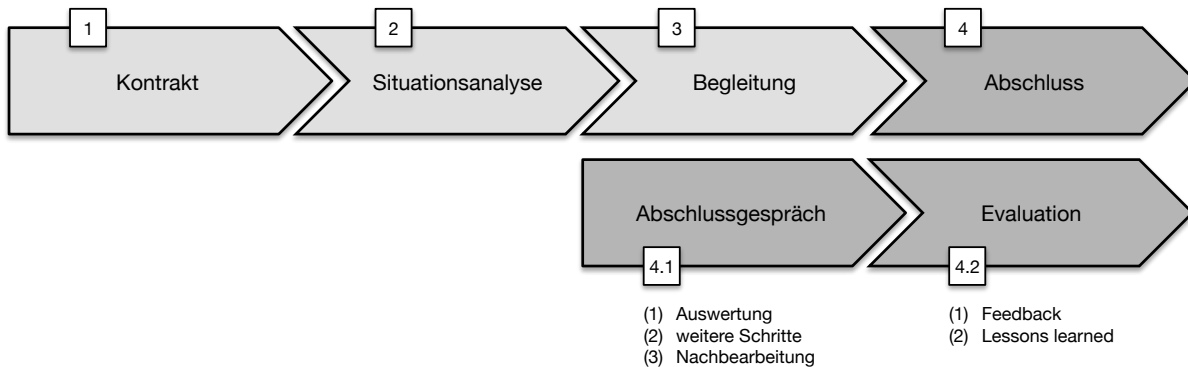 1
Kontrakt
2
Situationsanalyse
3
Begleitung
4
Abschluss
Abschlussgespräch
4.1
(1) Auswertung
(2) weitere Schritte
(3) Nachbearbeitung
Evaluation
4.2
(1) Feedback
(2) Lessons learned